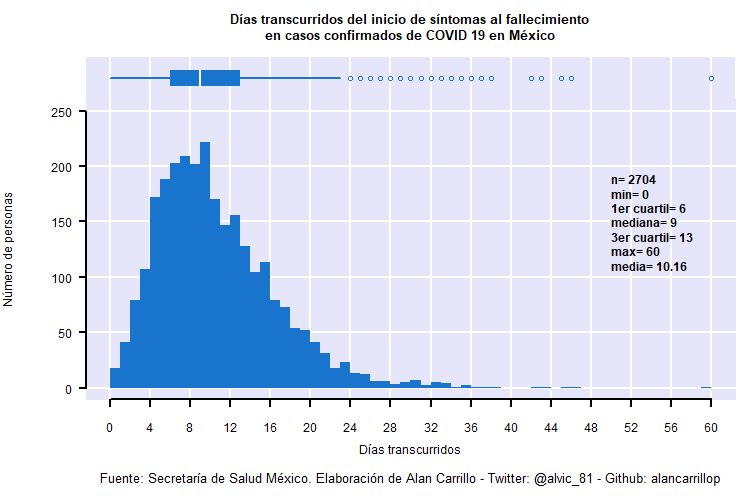 Días transcurridos del inicio de síntomas al fallecimiento
en casos confirmados de COVID 19 en México
250
200
150
100
50
0
Número de personas
n= 2704
min= 0
1er cuartil= 6
mediana= 9
3er cuartil= 13
max= 60
media= 10.16
0 4 8 12 16 20 24 28 32 36 40 44 48 52 56 60
Días transcurridos
Fuente: Secretaría de Salud México. Elaboración de Alan Carrillo - Twitter: @alvic_81 - Github: alancarrillop